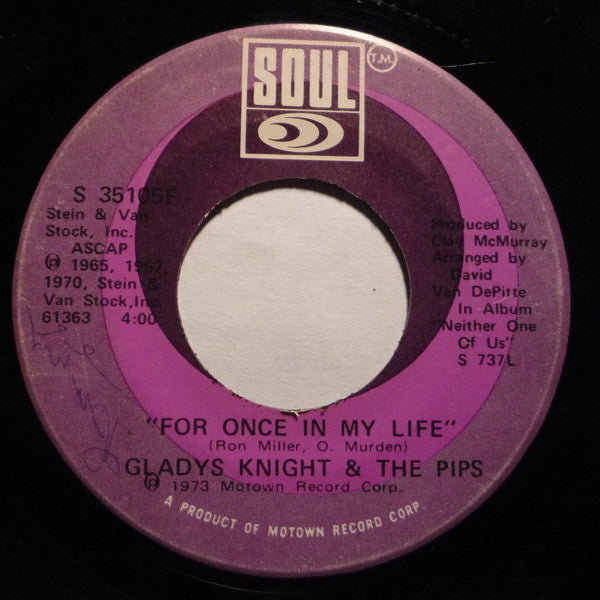 SOUL
T.M.
S 35105F
Stein & Van
Stock, Inc.
ASCAP
℗ 1965, 1967,
1970, Stein &
Van Stock, Inc.
61363 4:00
Produced by
Clay McMurray
Arranged by
David
Van DePitte
In Album
"Neither One
Of Us"
S 737L
"FOR ONCE IN MY LIFE"
(Ron Miller, O. Murden)
GLADYS KNIGHT & THE PIPS
℗ 1973 Motown Record Corp.
A PRODUCT OF MOTOWN RECORD CORP.